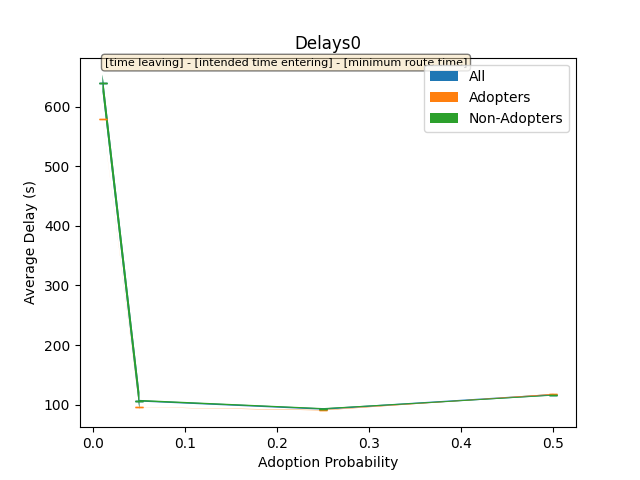 Delays0
[time leaving] - [intended time entering] - [minimum route time]
All
Adopters
Non-Adopters
Average Delay (s)
600
500
400
300
200
100
0.0 0.1 0.2 0.3 0.4 0.5
Adoption Probability